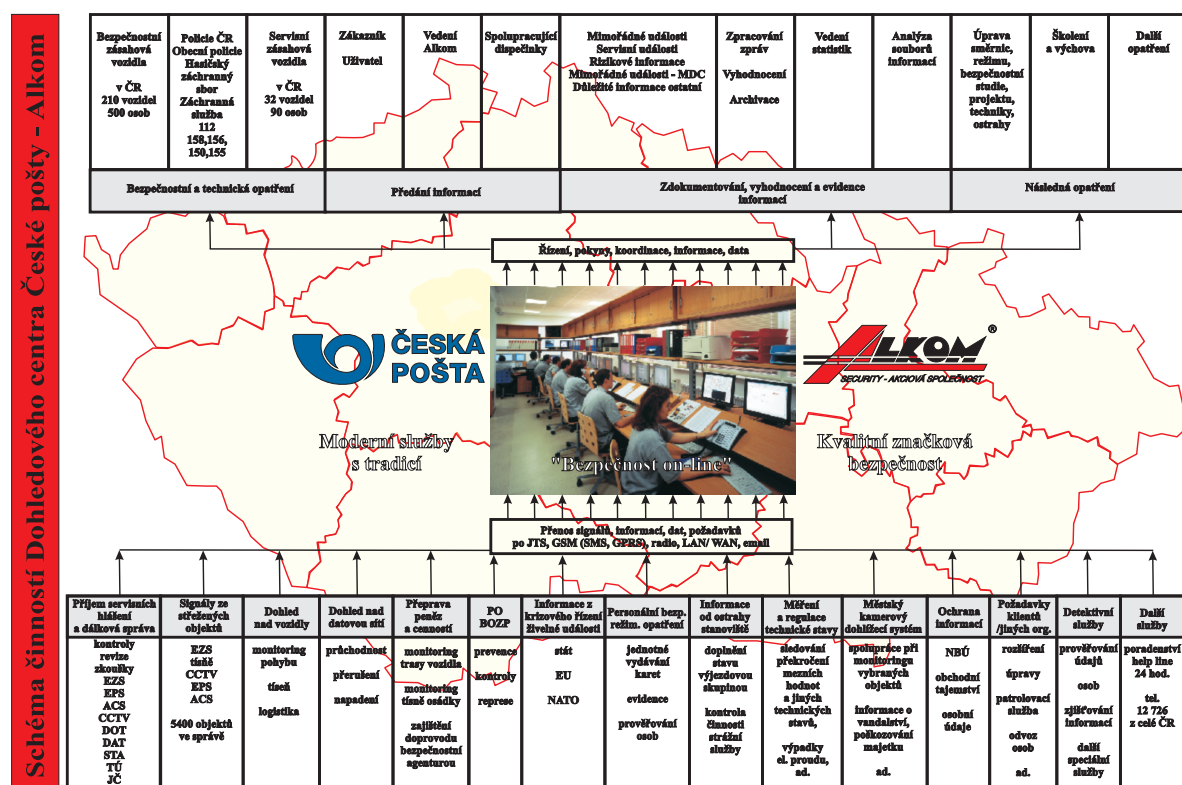 Schéma činností Dohledového centra České pošty - Alkom
Bezpečnostní
zásahová
vozidla
v ČR
210 vozidel
500 osob
Policie ČR
Obecní policie
Hasičský
záchranný
sbor
Záchranná
služba
112
158,156,
150,155
Servisní
zásahová
vozidla
v ČR
32 vozidel
90 osob
Zákazník
Uživatel
Vedení
Alkom
Spolupracující
dispečinky
Mimořádné události
Servisní události
Rizikové informace
Mimořádné události - MDC
Důležité informace ostatní
Zpracování
zpráv
Vyhodnocení
Archivace
Vedení
statistik
Analýza
souborů
informací
Úprava
směrnic,
režimu,
bezpečnostní
studie,
projektu,
techniky,
ostrahy
Školení
a výchova
Další
opatření
Bezpečnostní a technická opatření
Předání informací
Zdokumentování, vyhodnocení a evidence
informací
Následná opatření
Řízení, pokyny, koordinace, informace, data
ČESKÁ
POŠTA
Moderní služby
s tradicí
"Bezpečnost on-line"
ALKOM ®
SECURITY - AKCIOVÁ SPOLEČNOST
Kvalitní značková
bezpečnost
Přenos signálů, informací, dat, požadavků
po JTS, GSM (SMS, GPRS), radio, LAN/ WAN, email
Příjem servisních
hlášení
a dálková správa
kontroly
revize
zkoušky
EZS
EPS
ACS
CCTV
DOT
DAT
STA
TÚ
JČ
Signály ze
střežených
objektů
EZS
tísně
CCTV
EPS
ACS
5400 objektů
ve správě
Dohled
nad vozidly
monitoring
pohybu
tíseň
logistika
Dohled nad
datovou sítí
průchodnost
přerušení
napadení
Přeprava
peněz
a cenností
monitoring
trasy vozidla
monitoring
tísně osádky
zajištění
doprovodu
bezpečnostní
agenturou
PO
BOZP
prevence
kontroly
represe
Informace z
krizového řízení
živelné události
stát
EU
NATO
Personální bezp.
režim. opatření
jednotné
vydávání
karet
evidence
prověřování
osob
Informace
od ostrahy
stanoviště
doplnění
stavu
výjezdovou
skupinou
kontrola
činnosti
strážní
služby
Měření
a regulace
technické stavy
sledování
překročení
mezních
hodnot
a jiných
technických
stavů,
výpadky
el. proudu,
ad.
Městský
kamerový
dohlížecí systém
spolupráce při
monitoringu
vybraných
objektů
informace o
vandalství,
poškozování
majetku
ad.
Ochrana
informací
NBÚ
obchodní
tajemství
osobní
údaje
Požadavky
klientů
/jiných org.
rozšíření
úpravy
patrolovací
služba
odvoz
osob
ad.
Detektivní
služby
prověřování
údajů
osob
zjišťování
informací
další
speciální
služby
Další
služby
poradenství
help line
24 hod.
tel.
12 726
z celé ČR